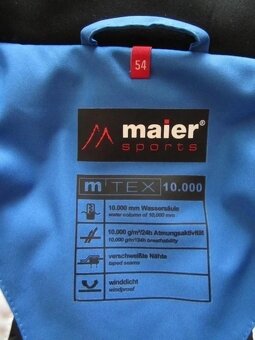 54
maier®
sports
m TEX 10.000
10.000 mm Wassersäule
water column of 10,000 mm
10.000 g/m²/24h Atmungsaktivität
10,000 g/m²/24h breathability
verschweißte Nähte
taped seams
winddicht
windproof